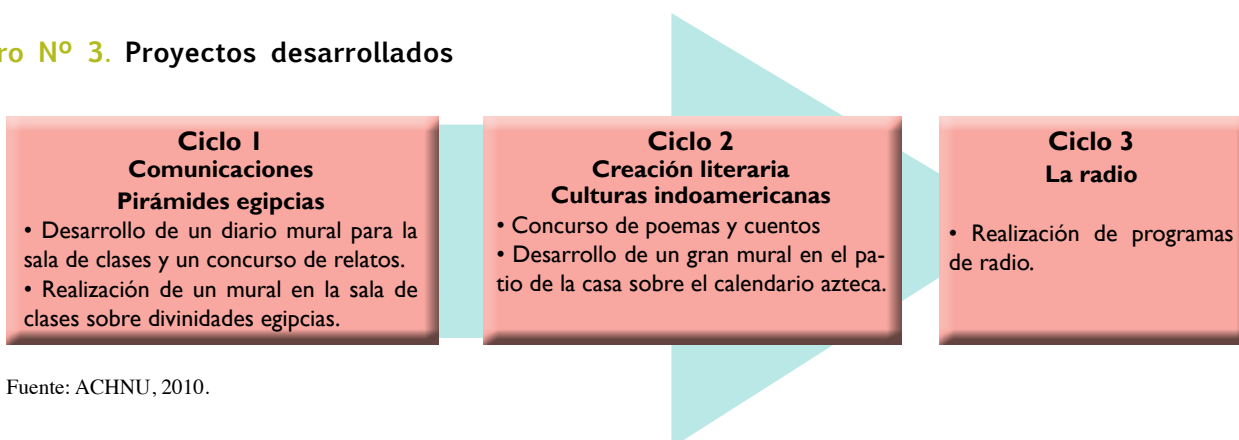 ro Nº 3. Proyectos desarrollados
Ciclo 1
Comunicaciones
Pirámides egipcias
• Desarrollo de un diario mural para la
sala de clases y un concurso de relatos.
• Realización de un mural en la sala de
clases sobre divinidades egipcias.
Ciclo 2
Creación literaria
Culturas indoamericanas
• Concurso de poemas y cuentos
• Desarrollo de un gran mural en el pa-
tio de la casa sobre el calendario azteca.
Ciclo 3
La radio
• Realización de programas
de radio.
Fuente: ACHNU, 2010.